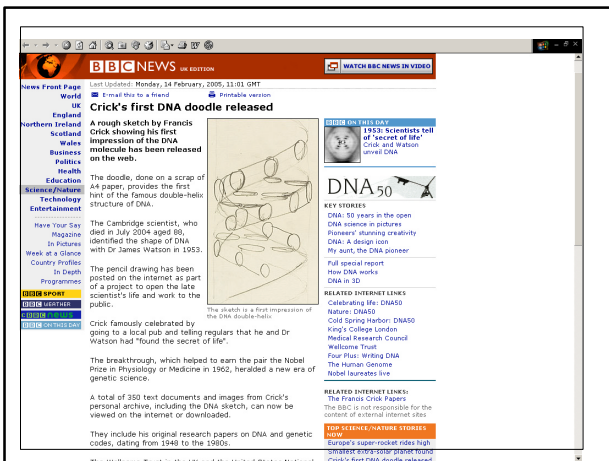 BBC NEWS UK EDITION
WATCH BBC NEWS IN VIDEO
News Front Page
World
UK
England
Northern Ireland
Scotland
Wales
Business
Politics
Health
Education
Science/Nature
Technology
Entertainment
Have Your Say
Magazine
In Pictures
Week at a Glance
Country Profiles
In Depth
Programmes
BBC SPORT
BBC WEATHER
CBBC news
BBC ON THIS DAY
Last Updated: Monday, 14 February, 2005, 11:01 GMT
E-mail this to a friend
Printable version
Crick's first DNA doodle released
A rough sketch by Francis
Crick showing his first
impression of the DNA
molecule has been released
on the web.
The doodle, done on a scrap of
A4 paper, provides the first
hint of the famous double-helix
structure of DNA.
The Cambridge scientist, who
died in July 2004 aged 88,
identified the shape of DNA
with Dr James Watson in 1953.
The pencil drawing has been
posted on the internet as part
of a project to open the late
scientist's life and work to the
public.
The sketch is a first impression of
the DNA double-helix
Crick famously celebrated by
going to a local pub and telling regulars that he and Dr
Watson had "found the secret of life".
The breakthrough, which helped to earn the pair the Nobel
Prize in Physiology or Medicine in 1962, heralded a new era of
genetic science.
A total of 350 text documents and images from Crick's
personal archive, including the DNA sketch, can now be
viewed on the internet or downloaded.
They include his original research papers on DNA and genetic
codes, dating from 1948 to the 1980s.
BBC ON THIS DAY
1953: Scientists tell
of 'secret of life'
Crick and Watson
unveil DNA
DNA 50
KEY STORIES
DNA: 50 years in the open
DNA science in pictures
Pioneers' stunning creativity
DNA: A design icon
My aunt, the DNA pioneer
Full special report
How DNA works
DNA in 3D
RELATED INTERNET LINKS
Celebrating life: DNA50
Nature: DNA50
Cold Spring Harbor: DNA50
King's College London
Medical Research Council
Wellcome Trust
Four Plus: Writing DNA
The Human Genome
Nobel laureates live
RELATED INTERNET LINKS:
The Francis Crick Papers
The BBC is not responsible for the
content of external internet sites
TOP SCIENCE/NATURE STORIES
NOW
Europe's super-rocket rides high
Smallest extra-solar planet found
Crick's first DNA doodle released